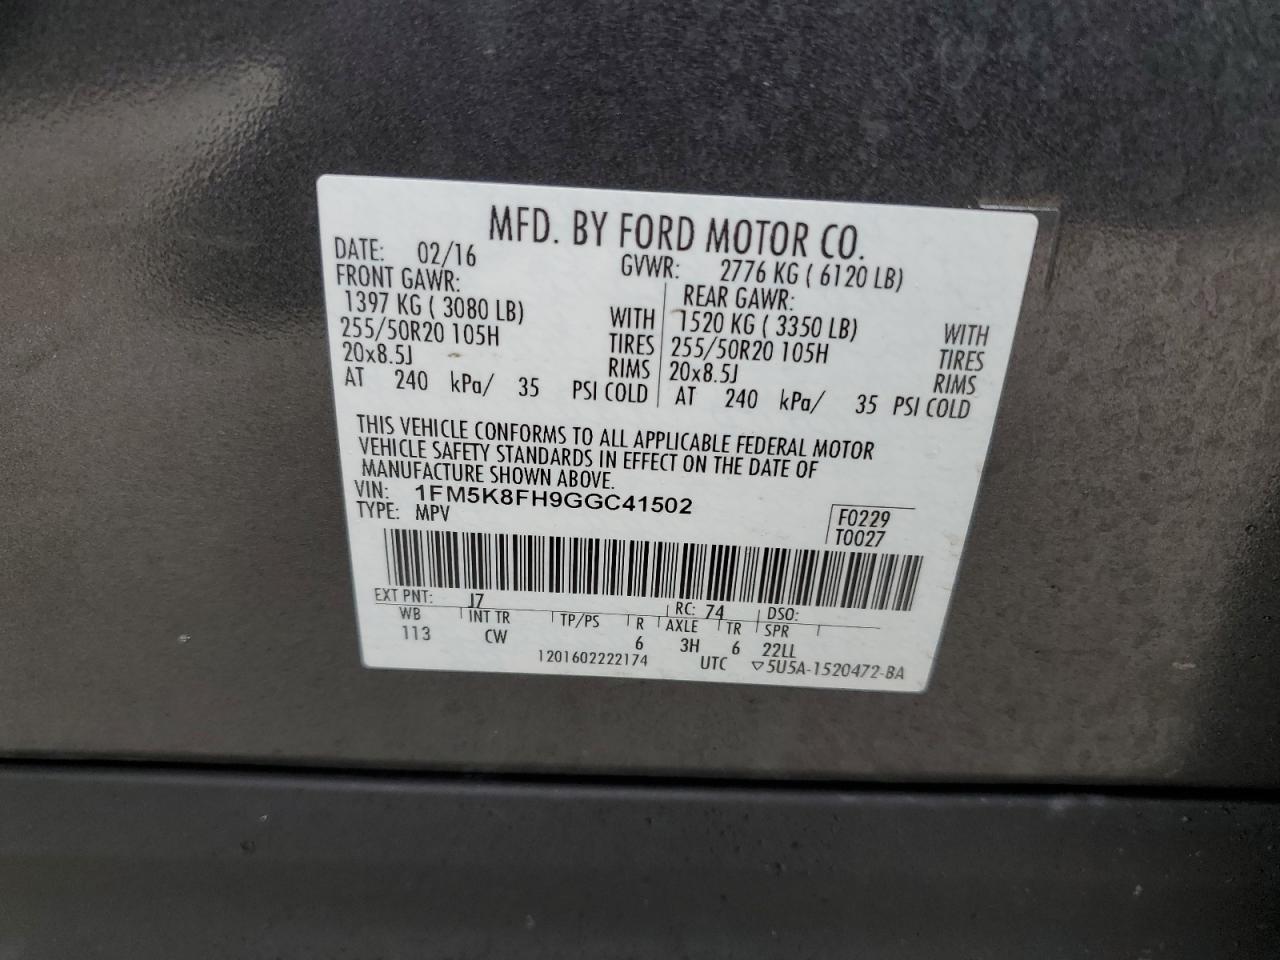 MFD. BY FORD MOTOR CO.
DATE: 02/16 GVWR: 2776 KG ( 6120 LB)
FRONT GAWR: REAR GAWR:
1397 KG ( 3080 LB) WITH 1520 KG ( 3350 LB) WITH
255/50R20 105H TIRES 255/50R20 105H TIRES
20x8.5J RIMS 20x8.5J RIMS
AT 240 kPa/ 35 PSI COLD AT 240 kPa/ 35 PSI COLD
THIS VEHICLE CONFORMS TO ALL APPLICABLE FEDERAL MOTOR
VEHICLE SAFETY STANDARDS IN EFFECT ON THE DATE OF
MANUFACTURE SHOWN ABOVE.
VIN: 1FM5K8FH9GGC41502
TYPE: MPV
F0229
T0027
EXT PNT: J7 RC: 74 DSO:
WB INT TR TP/PS R AXLE TR SPR
113 CW 6 3H 6 22LL
1201602222174 UTC ▽5U5A-1520472-BA